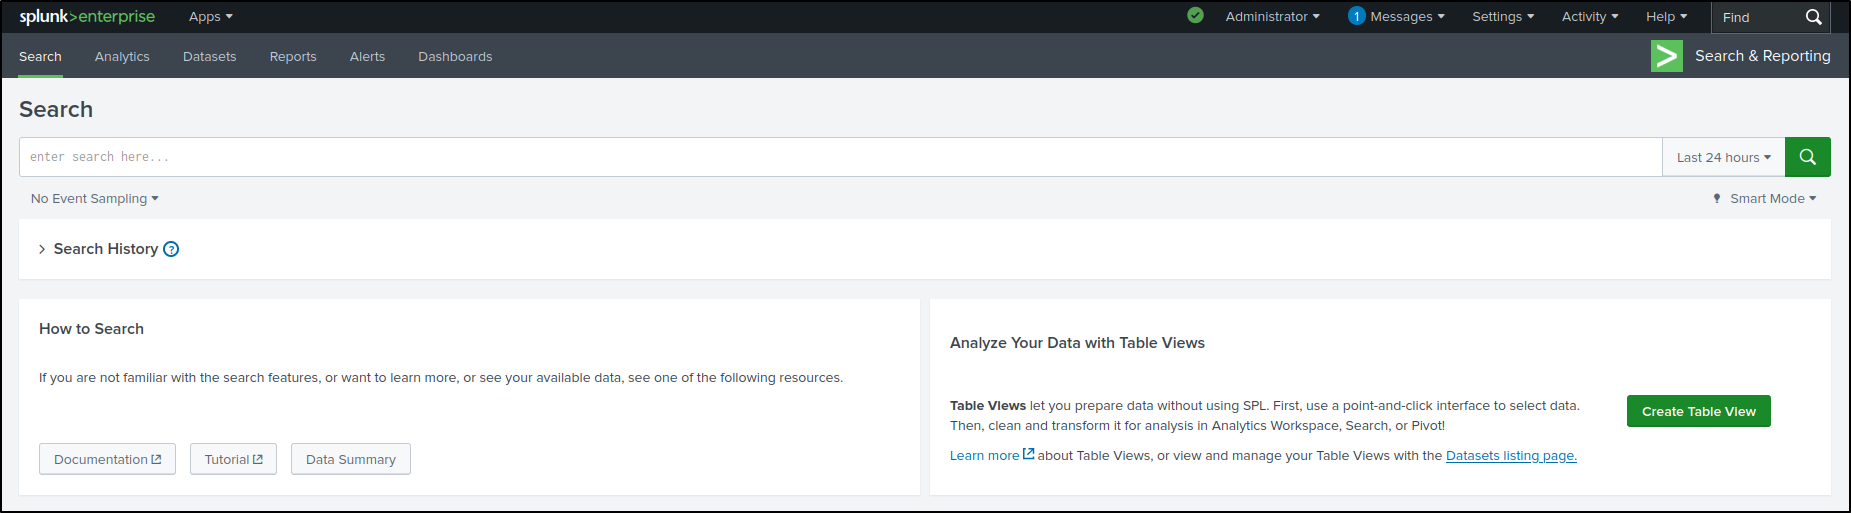 splunk>enterprise Apps Administrator 1 Messages Settings Activity Help Find
Search Analytics Datasets Reports Alerts Dashboards > Search & Reporting
Search
enter search here... Last 24 hours
No Event Sampling Smart Mode
> Search History ?
How to Search
If you are not familiar with the search features, or want to learn more, or see your available data, see one of the following resources.
Documentation Tutorial Data Summary
Analyze Your Data with Table Views
Table Views let you prepare data without using SPL. First, use a point-and-click interface to select data.
Then, clean and transform it for analysis in Analytics Workspace, Search, or Pivot!
Create Table View
Learn more about Table Views, or view and manage your Table Views with the Datasets listing page.